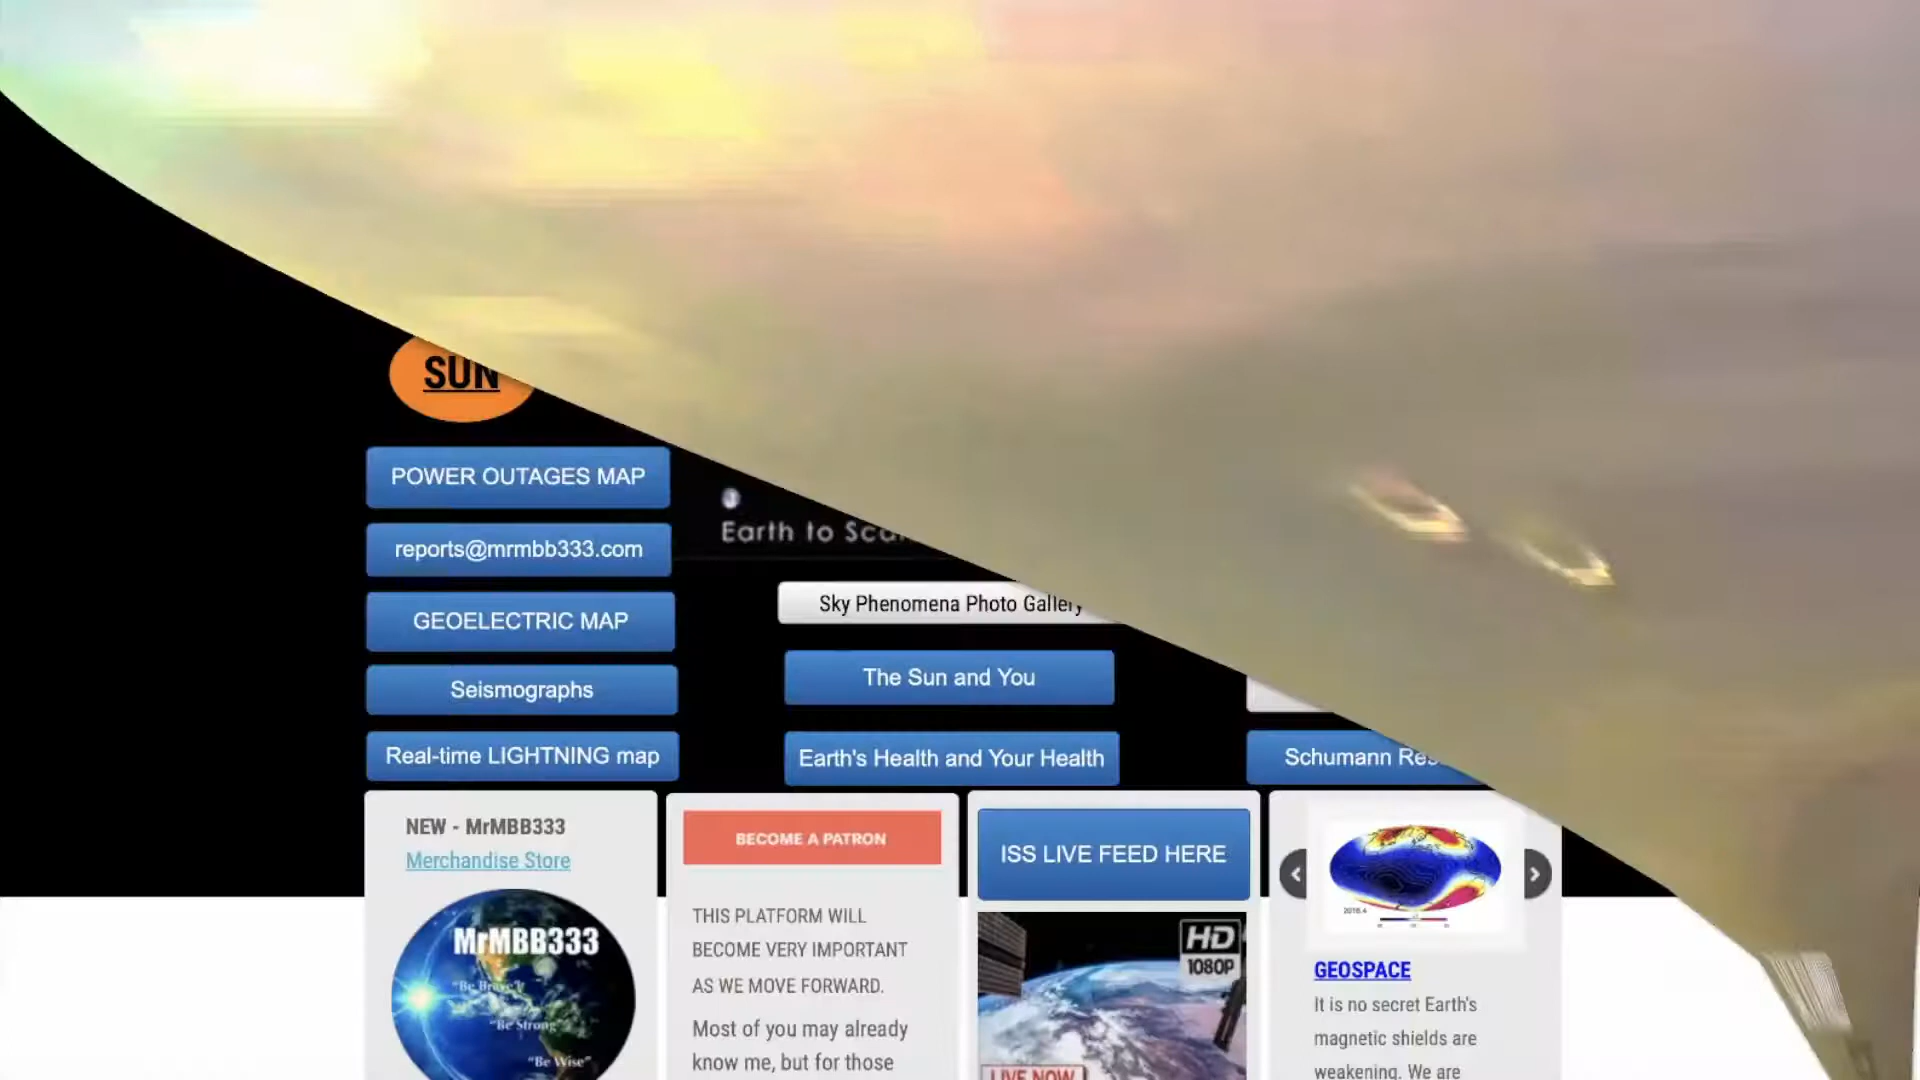 SUN
POWER OUTAGES MAP
reports@mrmbb333.com
GEOELECTRIC MAP
Seismographs
Real-time LIGHTNING map
Earth to
Sky Phenomena Photo Gallery
The Sun and You
Earth's Health and Your Health
Schumann
NEW - MrMBB333
Merchandise Store
MrMBB333
"Be Brave"
"Be Strong"
"Be Wise"
BECOME A PATRON
THIS PLATFORM WILL
BECOME VERY IMPORTANT
AS WE MOVE FORWARD.
Most of you may already
know me, but for those
ISS LIVE FEED HERE
HD
1080P
LIVE NOW
2016.4
GEOSPACE
It is no secret Earth's
magnetic shields are
weakening. We are